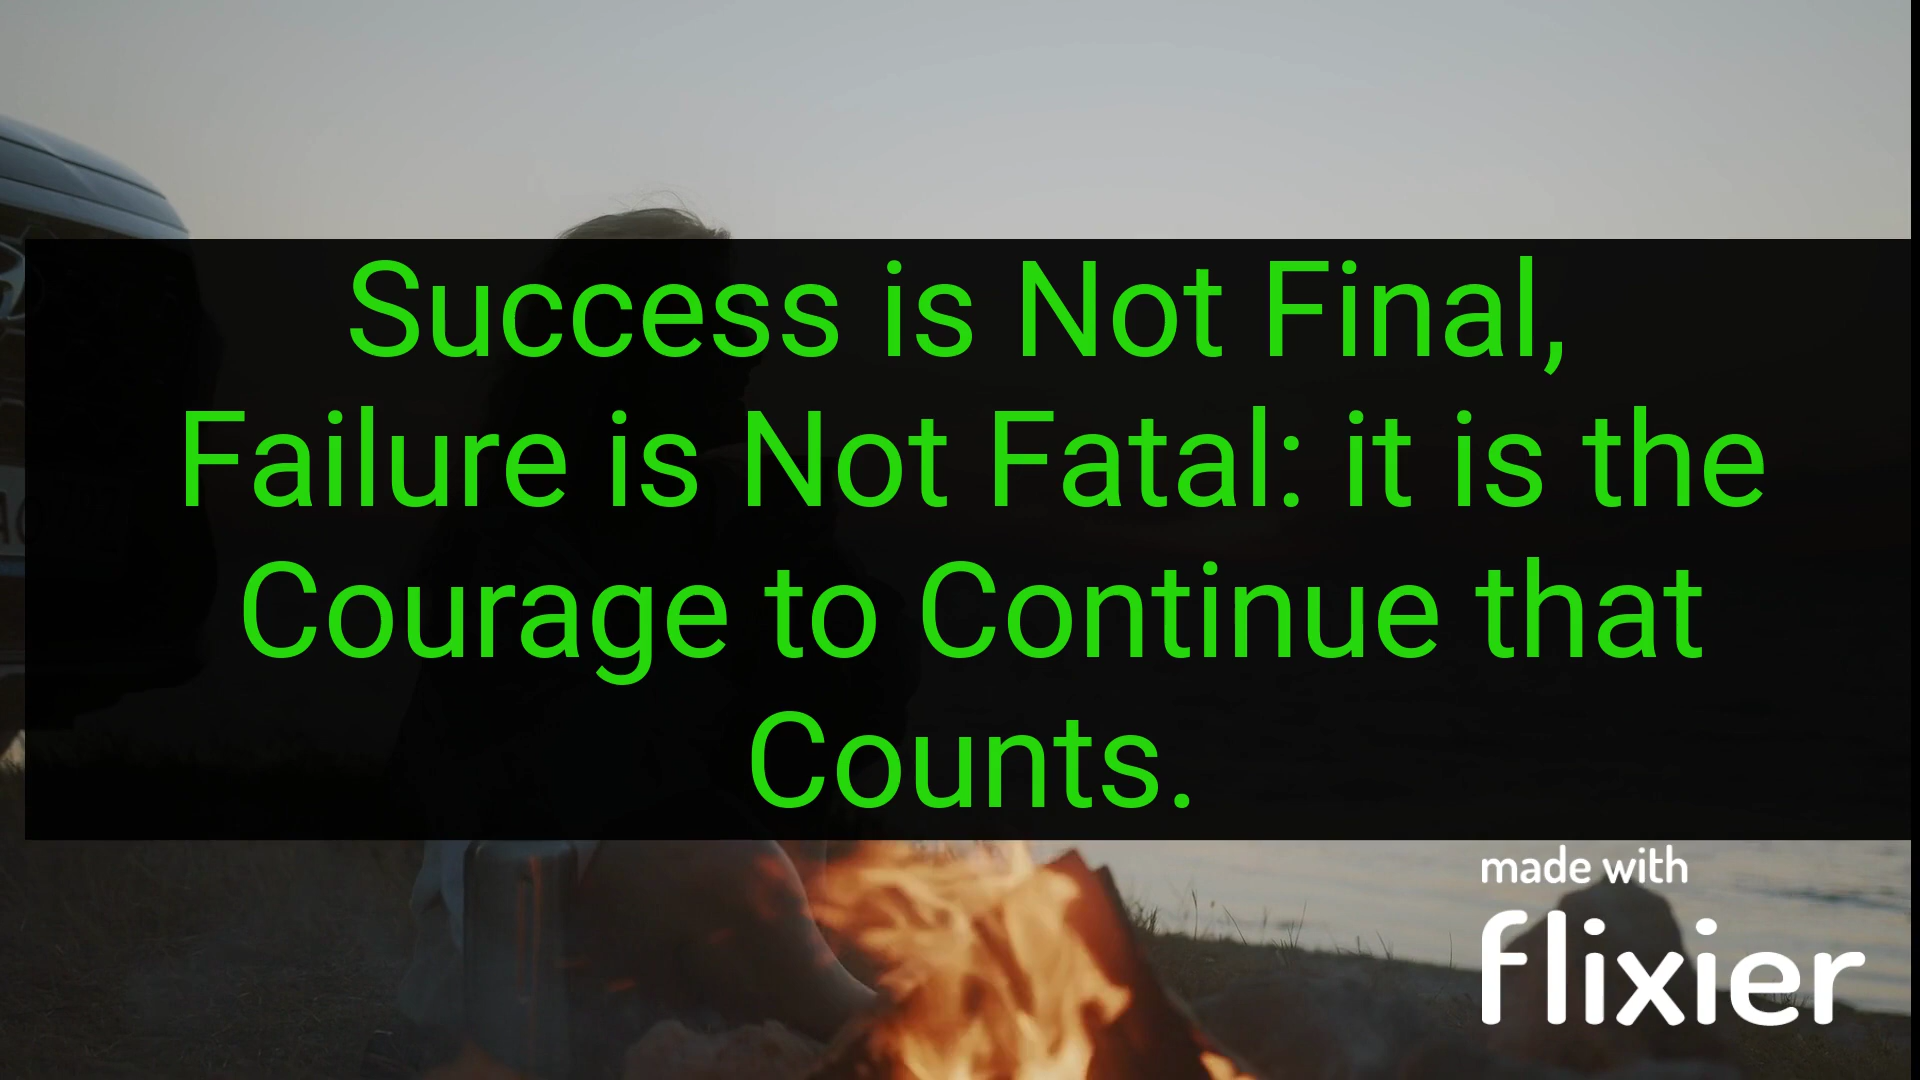 Success is Not Final,
Failure is Not Fatal: it is the
Courage to Continue that
Counts.
made with
flixier